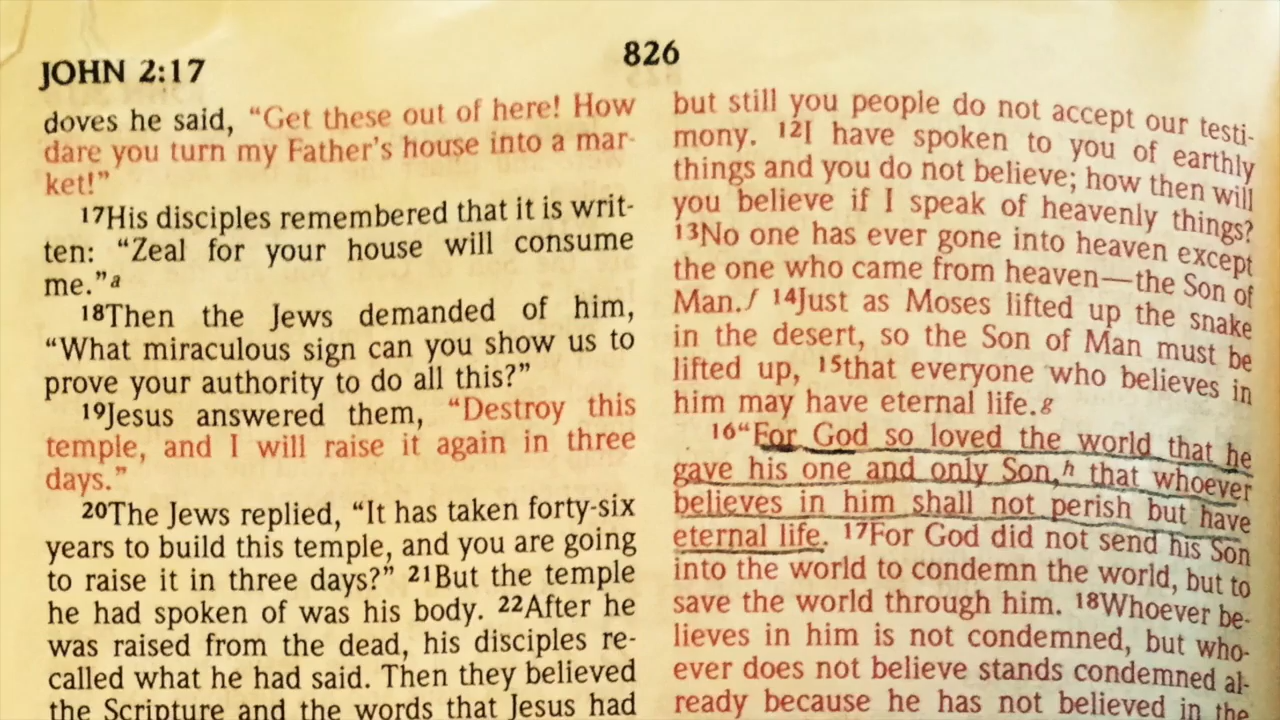 JOHN 2:17
826
doves he said, “Get these out of here! How
dare you turn my Father’s house into a mar-
ket!”
17His disciples remembered that it is writ-
ten: “Zeal for your house will consume
me.”a
18Then the Jews demanded of him,
“What miraculous sign can you show us to
prove your authority to do all this?”
19Jesus answered them, “Destroy this
temple, and I will raise it again in three
days.”
20The Jews replied, “It has taken forty-six
years to build this temple, and you are going
to raise it in three days?” 21But the temple
he had spoken of was his body. 22After he
was raised from the dead, his disciples re-
called what he had said. Then they believed
the Scripture and the words that Jesus had
but still you people do not accept our testi-
mony. 12I have spoken to you of earthly
things and you do not believe; how then will
you believe if I speak of heavenly things?
13No one has ever gone into heaven except
the one who came from heaven—the Son of
Man.f 14Just as Moses lifted up the snake
in the desert, so the Son of Man must be
lifted up, 15that everyone who believes in
him may have eternal life.g
16“For God so loved the world that he
gave his one and only Son,h that whoever
believes in him shall not perish but have
eternal life. 17For God did not send his Son
into the world to condemn the world, but to
save the world through him. 18Whoever be-
lieves in him is not condemned, but who-
ever does not believe stands condemned al-
ready because he has not believed in the